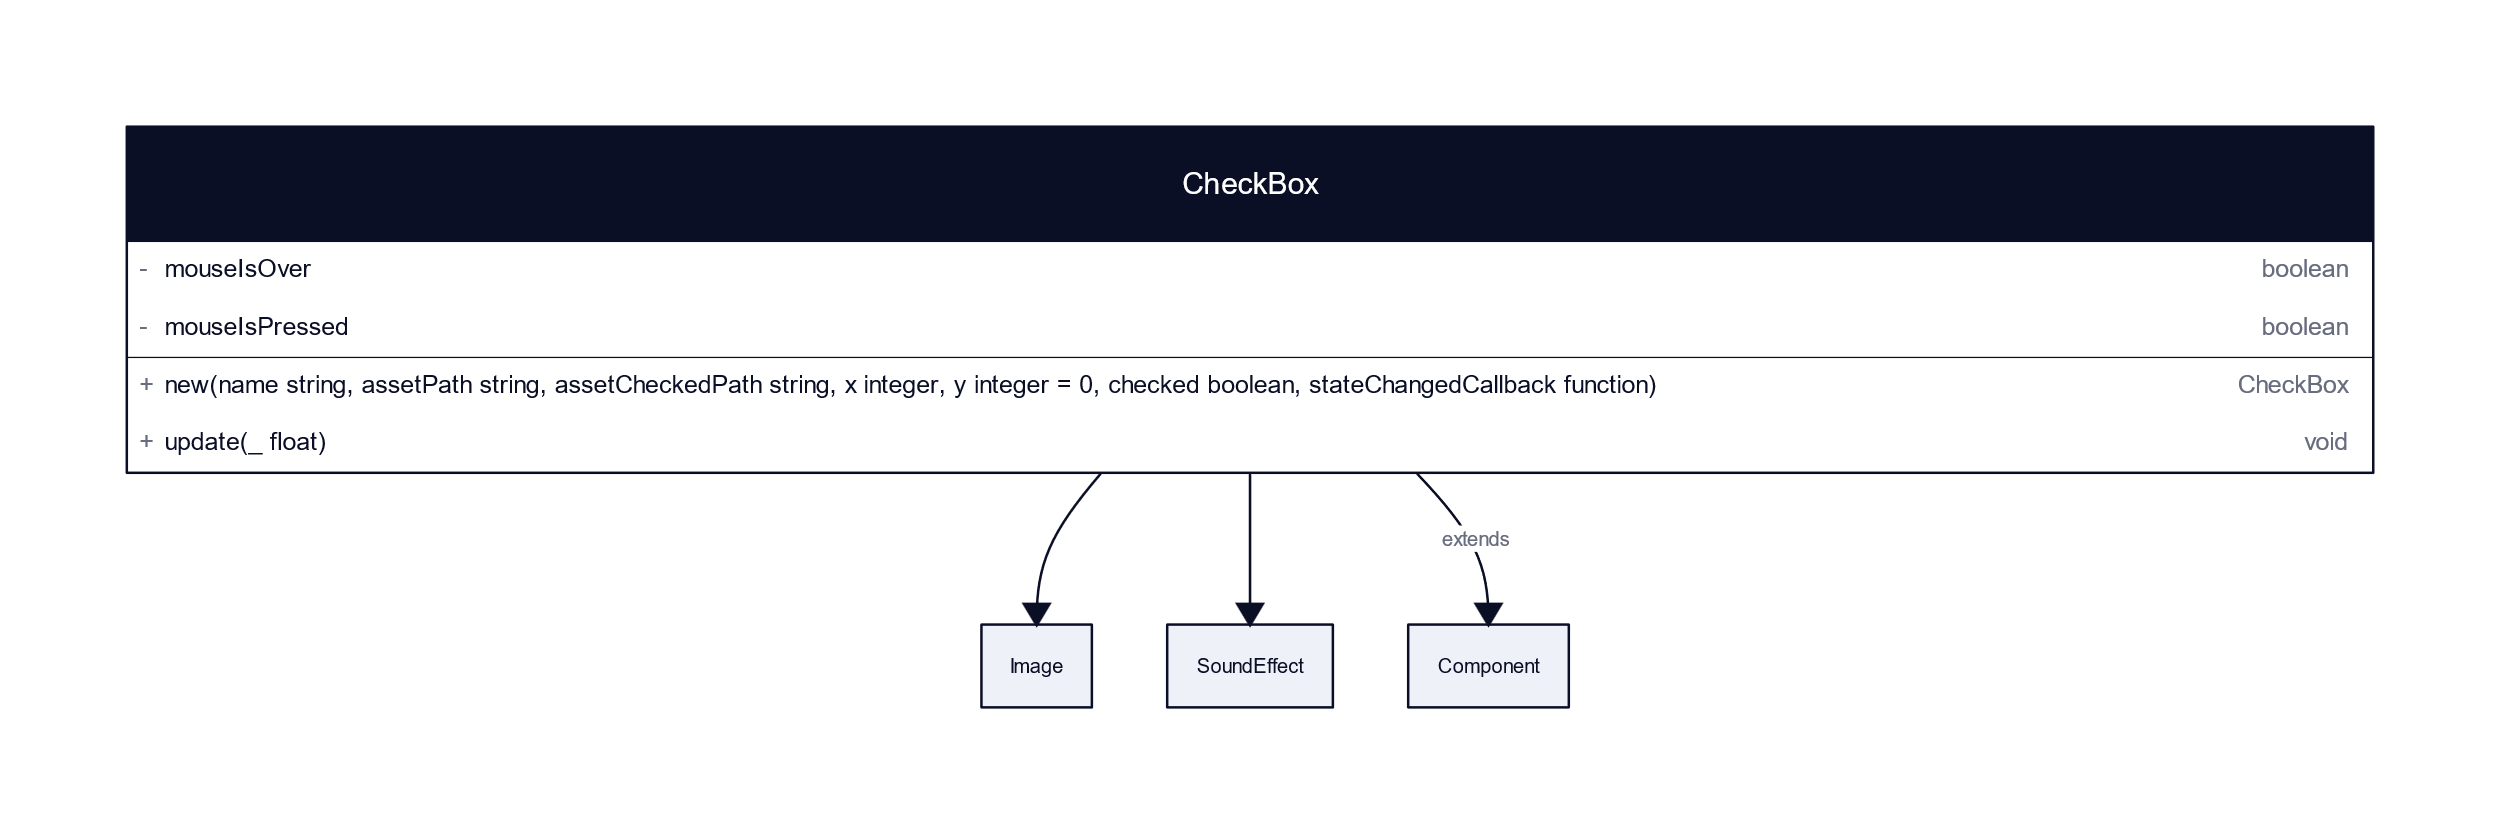 CheckBox
- mouseIsOver boolean
- mouseIsPressed boolean
+ new(name string, assetPath string, assetCheckedPath string, x integer, y integer = 0, checked boolean, stateChangedCallback function) CheckBox
+ update(_ float) void
extends
Image SoundEffect Component